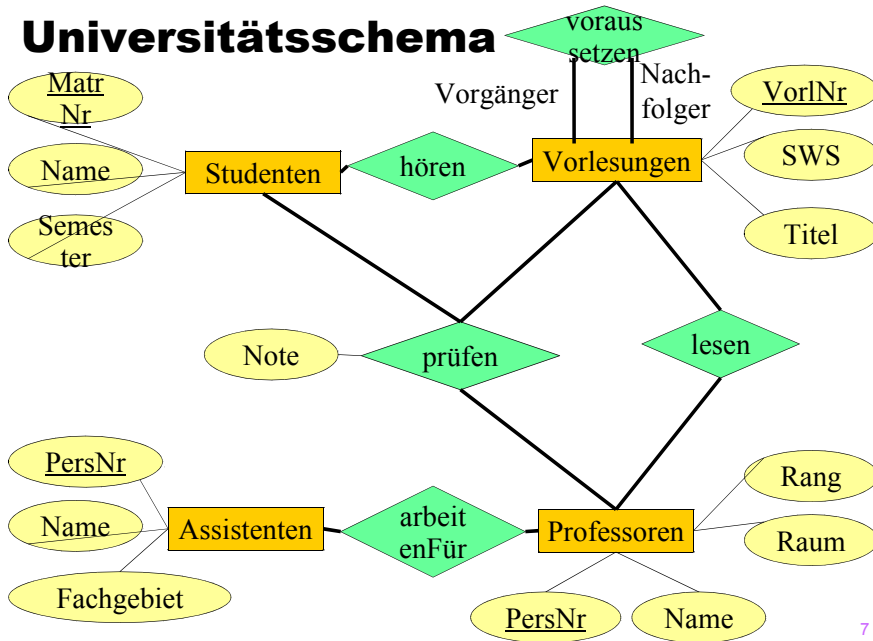 Universitätsschema
voraus
setzen
Matr
Nr
Vorgänger
Nach-
folger
VorlNr
Name
Studenten
hören
Vorlesungen
SWS
Semes
ter
Titel
Note
prüfen
lesen
PersNr
Rang
Name
Assistenten
arbeit
enFür
Professoren
Raum
Fachgebiet
PersNr
Name
7